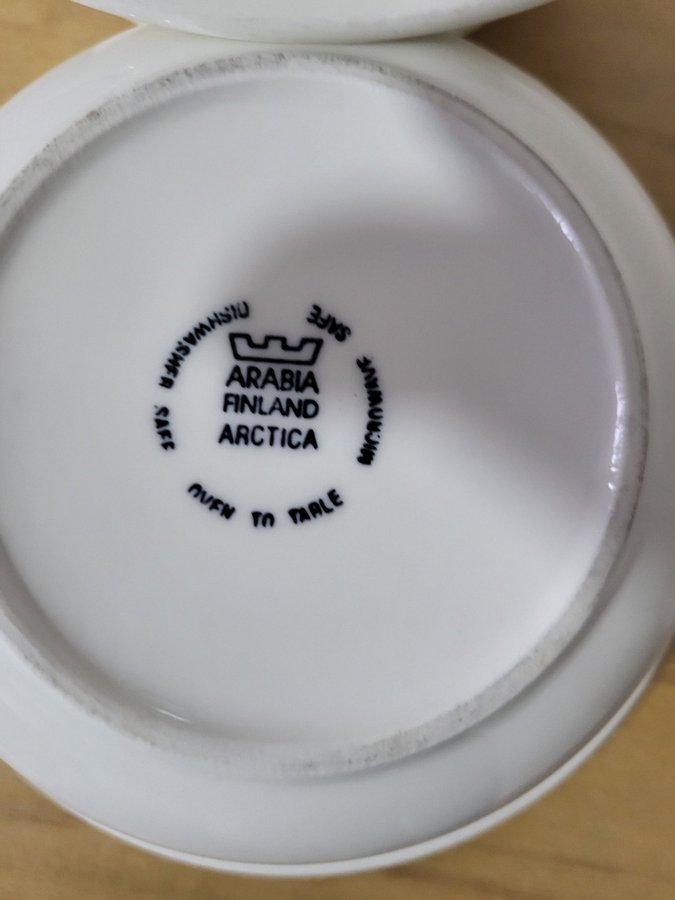 ARABIA
FINLAND
ARCTICA
DISHWASHER SAFE
OVEN TO TABLE
MICROWAVE SAFE